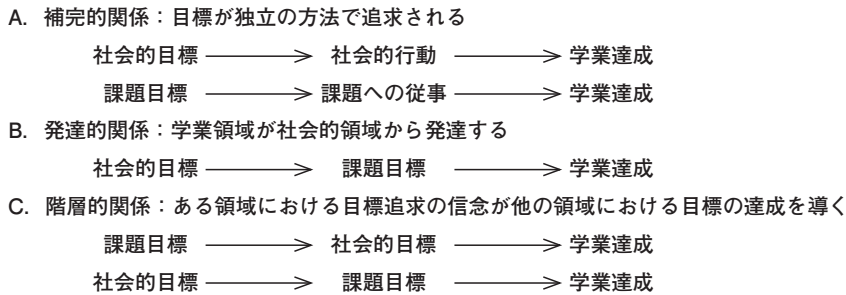 A. 補完的関係：目標が独立の方法で追求される
社会的目標 → 社会的行動 → 学業達成
課題目標 → 課題への従事 → 学業達成
B. 発達的関係：学業領域が社会的領域から発達する
社会的目標 → 課題目標 → 学業達成
C. 階層的関係：ある領域における目標追求の信念が他の領域における目標の達成を導く
課題目標 → 社会的目標 → 学業達成
社会的目標 → 課題目標 → 学業達成